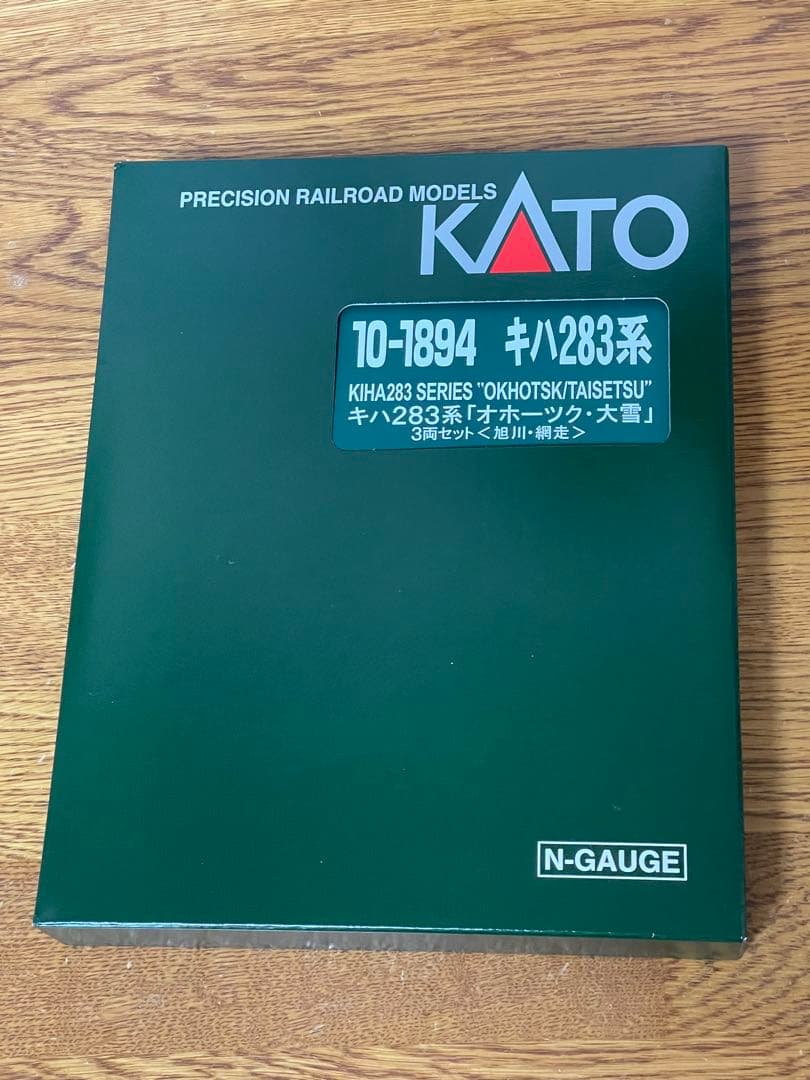 PRECISION RAILROAD MODELS
KATO
10-1894 キハ283系
KIHA283 SERIES "OKHOTSK/TAISETSU"
キハ283系「オホーツク・大雪」
3両セット<旭川・網走>
N-GAUGE